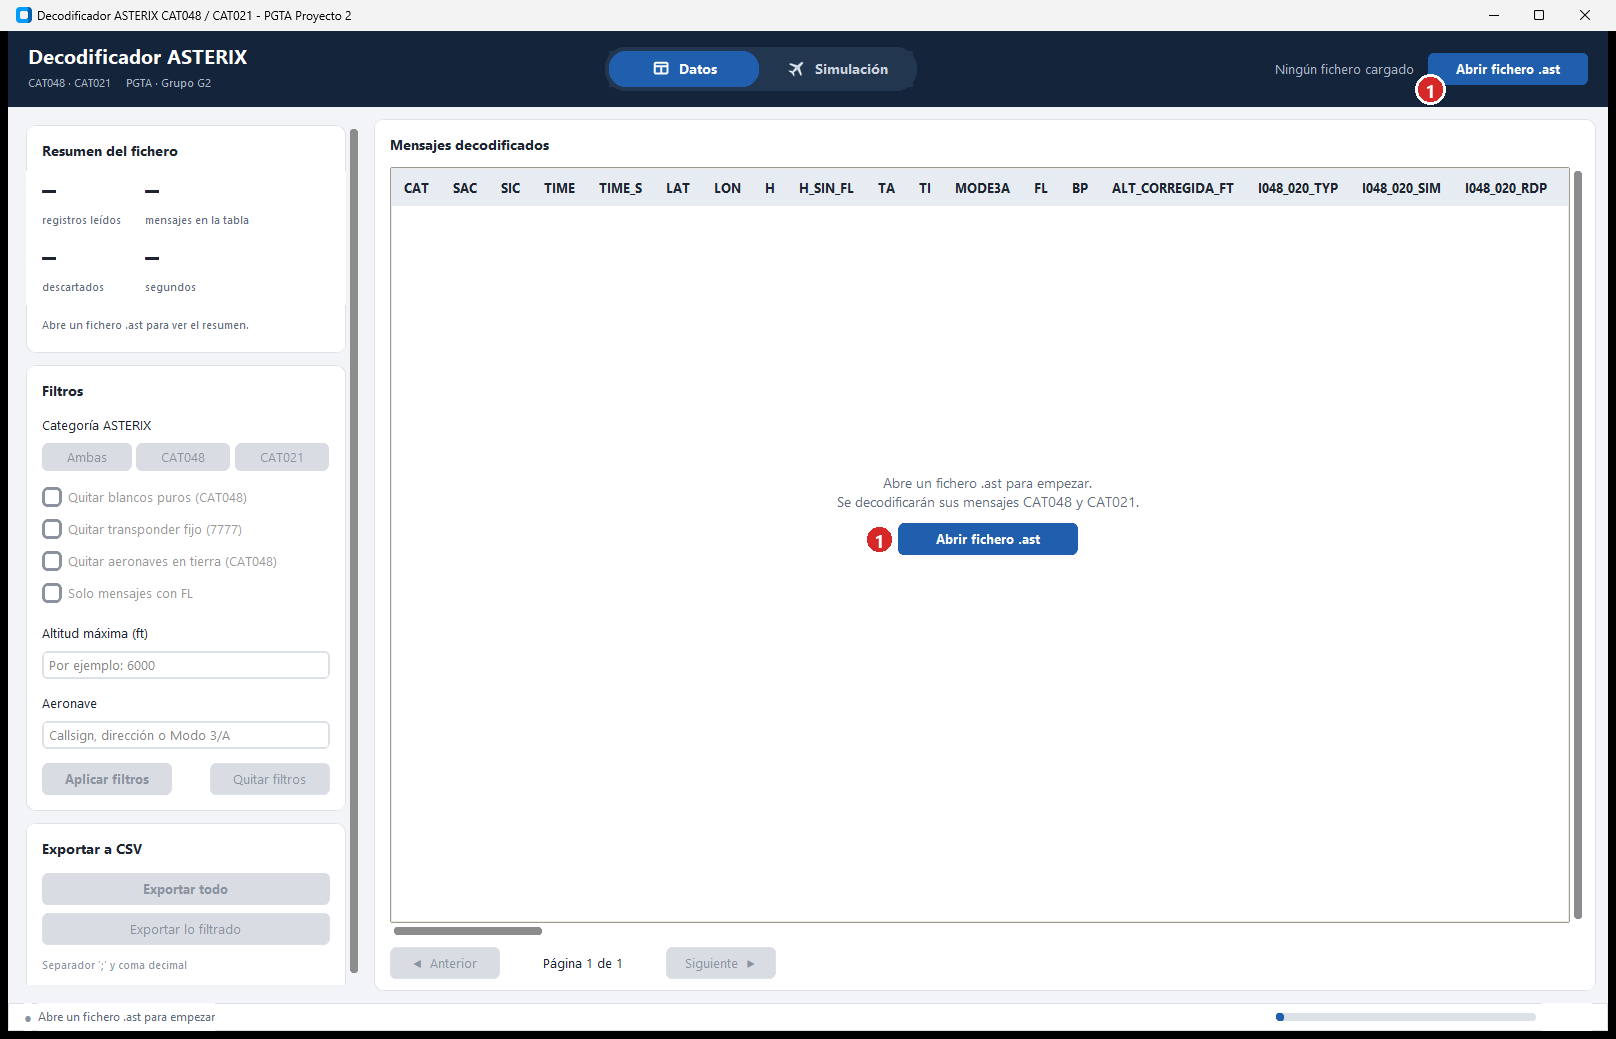 Decodificador ASTERIX CAT048 / CAT021 - PGTA Proyecto 2
Decodificador ASTERIX
CAT048 · CAT021 PGTA · Grupo G2
Datos
Simulación
Ningún fichero cargado
Abrir fichero .ast
1
Resumen del fichero
–
–
registros leídos
mensajes en la tabla
–
–
descartados
segundos
Abre un fichero .ast para ver el resumen.
Filtros
Categoría ASTERIX
Ambas
CAT048
CAT021
Quitar blancos puros (CAT048)
Quitar transponder fijo (7777)
Quitar aeronaves en tierra (CAT048)
Solo mensajes con FL
Altitud máxima (ft)
Por ejemplo: 6000
Aeronave
Callsign, dirección o Modo 3/A
Aplicar filtros
Quitar filtros
Exportar a CSV
Exportar todo
Exportar lo filtrado
Separador ';' y coma decimal
Mensajes decodificados
CAT SAC SIC TIME TIME_S LAT LON H H_SIN_FL TA TI MODE3A FL BP ALT_CORREGIDA_FT I048_020_TYP I048_020_SIM I048_020_RDP
Abre un fichero .ast para empezar.
Se decodificarán sus mensajes CAT048 y CAT021.
1
Abrir fichero .ast
◄ Anterior
Página 1 de 1
Siguiente ►
● Abre un fichero .ast para empezar